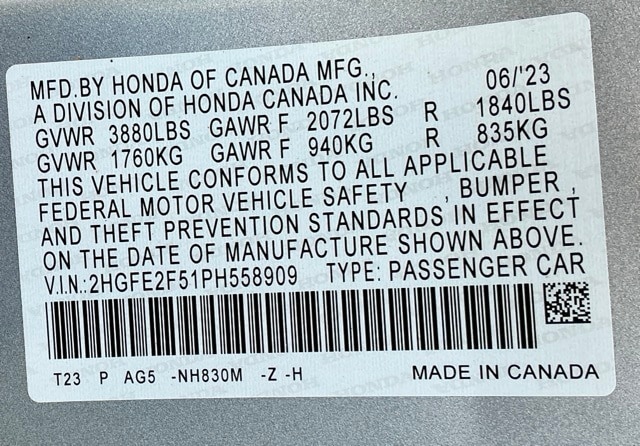 MFD.BY HONDA OF CANADA MFG., 06/'23
A DIVISION OF HONDA CANADA INC.
GVWR 3880LBS GAWR F 2072LBS R 1840LBS
GVWR 1760KG GAWR F 940KG R 835KG
THIS VEHICLE CONFORMS TO ALL APPLICABLE
FEDERAL MOTOR VEHICLE SAFETY , BUMPER ,
AND THEFT PREVENTION STANDARDS IN EFFECT
ON THE DATE OF MANUFACTURE SHOWN ABOVE.
V.I.N.:2HGFE2F51PH558909 TYPE: PASSENGER CAR
T23 P AG5 -NH830M -Z -H MADE IN CANADA